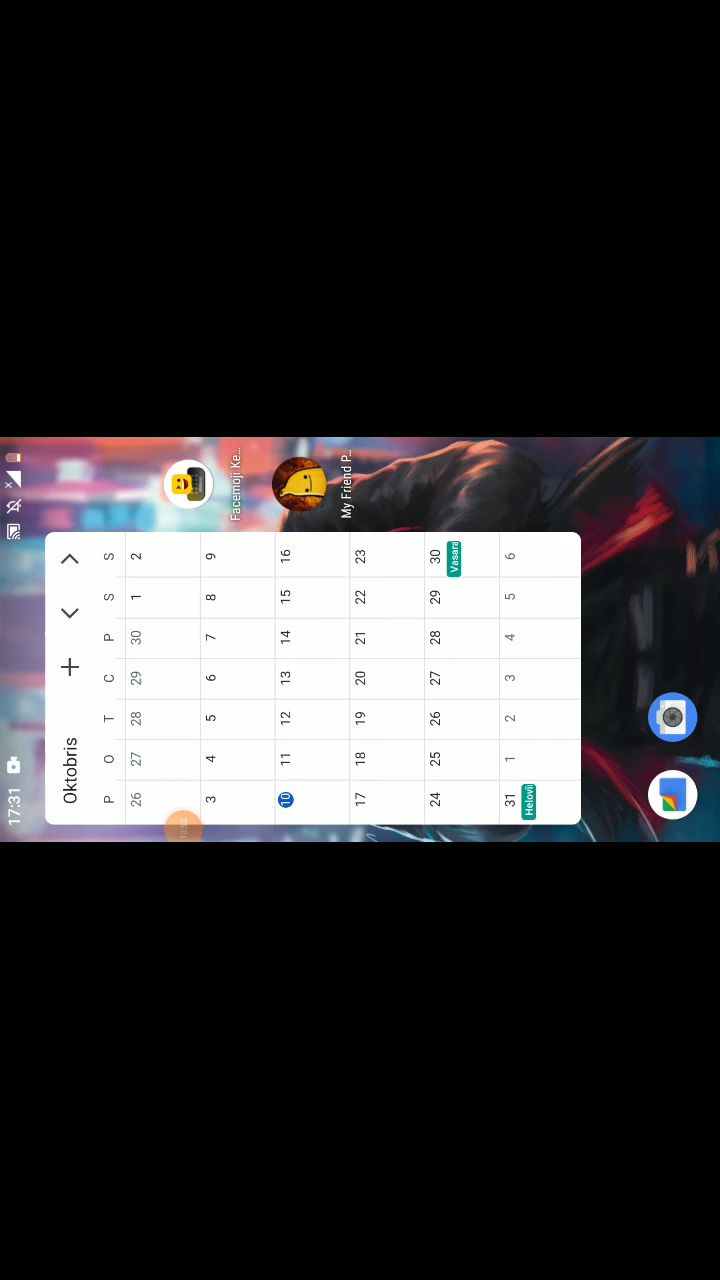 17:31
Oktobris
P O T C P S S
26 27 28 29 30 1 2
3 4 5 6 7 8 9
10 11 12 13 14 15 16
17 18 19 20 21 22 23
24 25 26 27 28 29 30
Vasara
31 1 2 3 4 5 6
Helovīn
Facemoji Ke...
My Friend P...